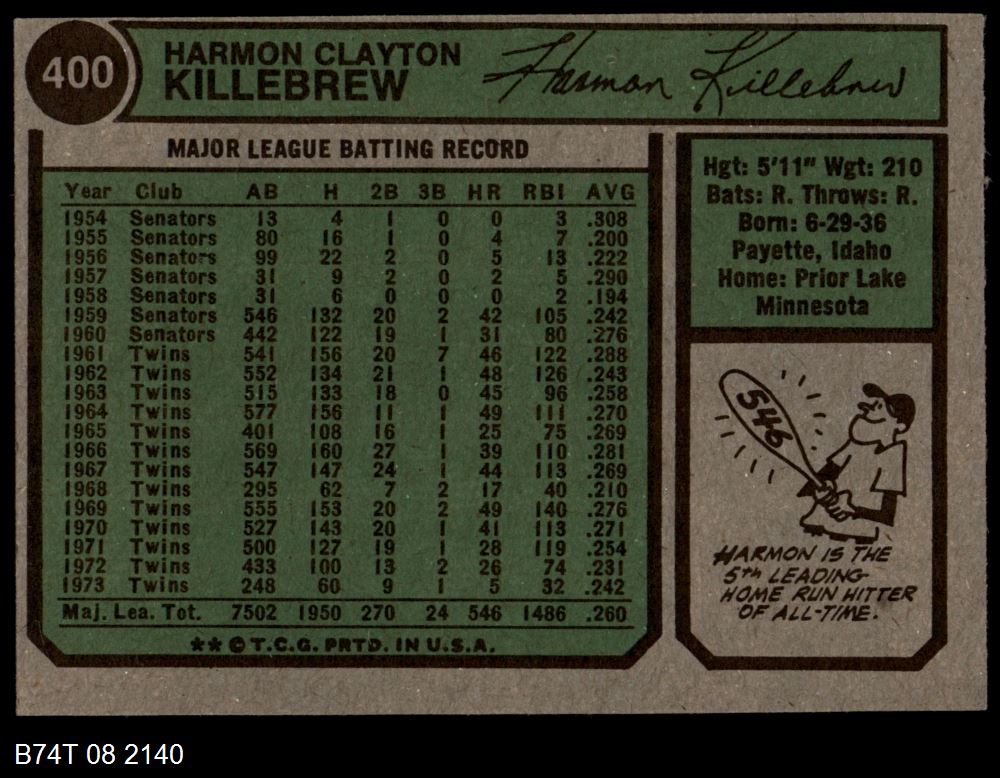 400
HARMON CLAYTON
KILLEBREW
Harmon Killebrew
MAJOR LEAGUE BATTING RECORD
Year Club AB H 2B 3B HR RBI AVG
1954 Senators 13 4 1 0 0 3 .308
1955 Senators 80 16 1 0 4 7 .200
1956 Senators 99 22 2 0 5 13 .222
1957 Senators 31 9 2 0 2 5 .290
1958 Senators 31 6 0 0 0 2 .194
1959 Senators 546 132 20 2 42 105 .242
1960 Senators 442 122 19 1 31 80 .276
1961 Twins 541 156 20 7 46 122 .288
1962 Twins 552 134 21 1 48 126 .243
1963 Twins 515 133 18 0 45 96 .258
1964 Twins 577 156 11 1 49 111 .270
1965 Twins 401 108 16 1 25 75 .269
1966 Twins 569 160 27 1 39 110 .281
1967 Twins 547 147 24 1 44 113 .269
1968 Twins 295 62 7 2 17 40 .210
1969 Twins 555 153 20 2 49 140 .276
1970 Twins 527 143 20 1 41 113 .271
1971 Twins 500 127 19 1 28 119 .254
1972 Twins 433 100 13 2 26 74 .231
1973 Twins 248 60 9 1 5 32 .242
Maj. Lea. Tot. 7502 1950 270 24 546 1486 .260
**©T.C.G. PRTD. IN U.S.A.
Hgt: 5'11" Wgt: 210
Bats: R. Throws: R.
Born: 6-29-36
Payette, Idaho
Home: Prior Lake
Minnesota
546
HARMON IS THE
5th LEADING
HOME RUN HITTER
OF ALL-TIME.
B74T 08 2140